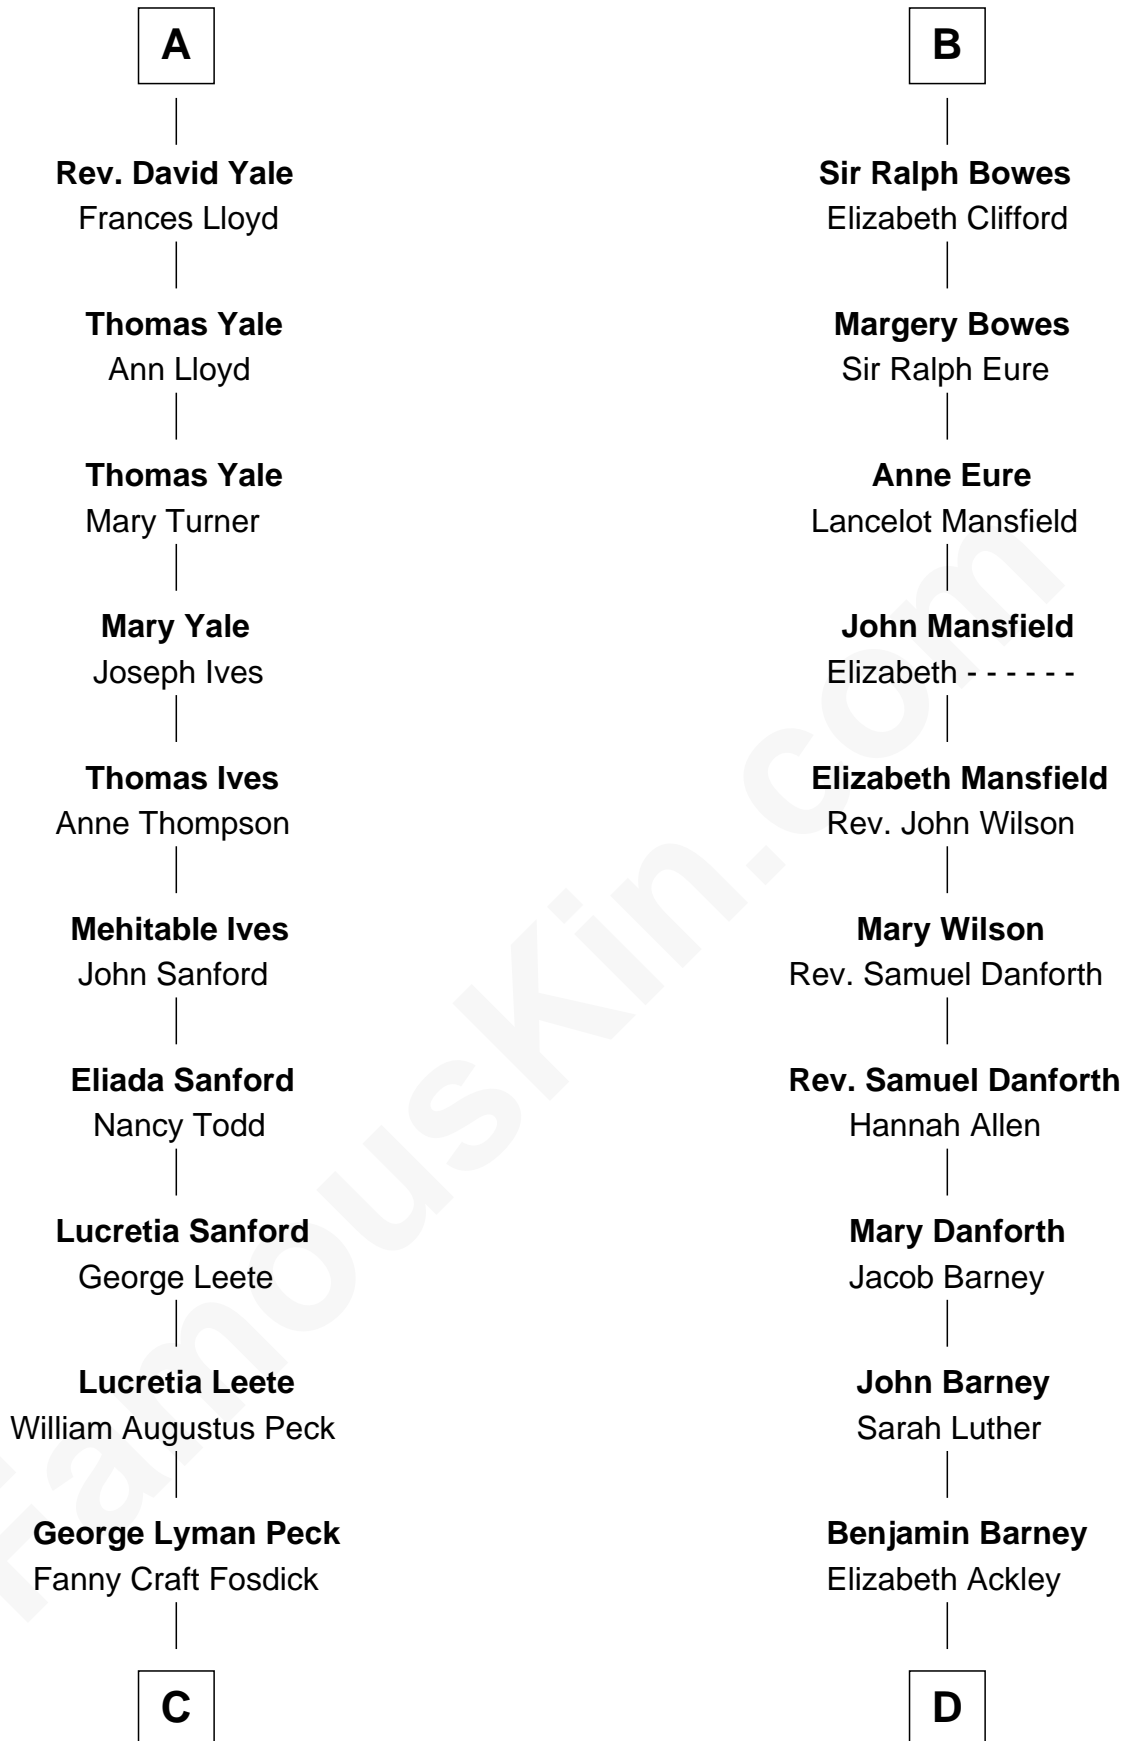 A
Rev. David Yale
Frances Lloyd
Thomas Yale
Ann Lloyd
Thomas Yale
Mary Turner
Mary Yale
Joseph Ives
Thomas Ives
Anne Thompson
Mehitable Ives
John Sanford
Eliada Sanford
Nancy Todd
Lucretia Sanford
George Leete
Lucretia Leete
William Augustus Peck
George Lyman Peck
Fanny Craft Fosdick
C
B
Sir Ralph Bowes
Elizabeth Clifford
Margery Bowes
Sir Ralph Eure
Anne Eure
Lancelot Mansfield
John Mansfield
Elizabeth - - - - - -
Elizabeth Mansfield
Rev. John Wilson
Mary Wilson
Rev. Samuel Danforth
Rev. Samuel Danforth
Hannah Allen
Mary Danforth
Jacob Barney
John Barney
Sarah Luther
Benjamin Barney
Elizabeth Ackley
D
FamousKin.com